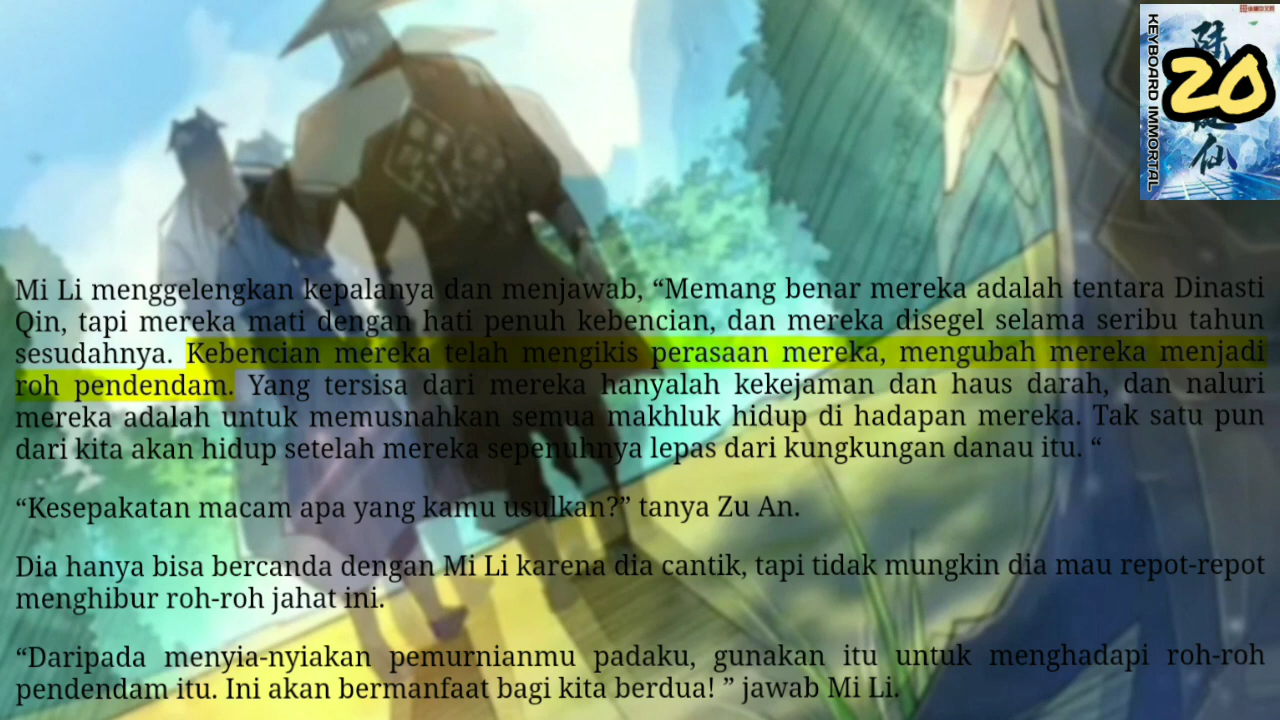 20
KEYBOARD IMMORTAL
仙
Mi Li menggelengkan kepalanya dan menjawab, “Memang benar mereka adalah tentara Dinasti
Qin, tapi mereka mati dengan hati penuh kebencian, dan mereka disegel selama seribu tahun
sesudahnya. Kebencian mereka telah mengikis perasaan mereka, mengubah mereka menjadi
roh pendendam. Yang tersisa dari mereka hanyalah kekejaman dan haus darah, dan naluri
mereka adalah untuk memusnahkan semua makhluk hidup di hadapan mereka. Tak satu pun
dari kita akan hidup setelah mereka sepenuhnya lepas dari kungkungan danau itu. “
“Kesepakatan macam apa yang kamu usulkan?” tanya Zu An.
Dia hanya bisa bercanda dengan Mi Li karena dia cantik, tapi tidak mungkin dia mau repot-repot
menghibur roh-roh jahat ini.
“Daripada menyia-nyiakan pemurnianmu padaku, gunakan itu untuk menghadapi roh-roh
pendendam itu. Ini akan bermanfaat bagi kita berdua! ” jawab Mi Li.